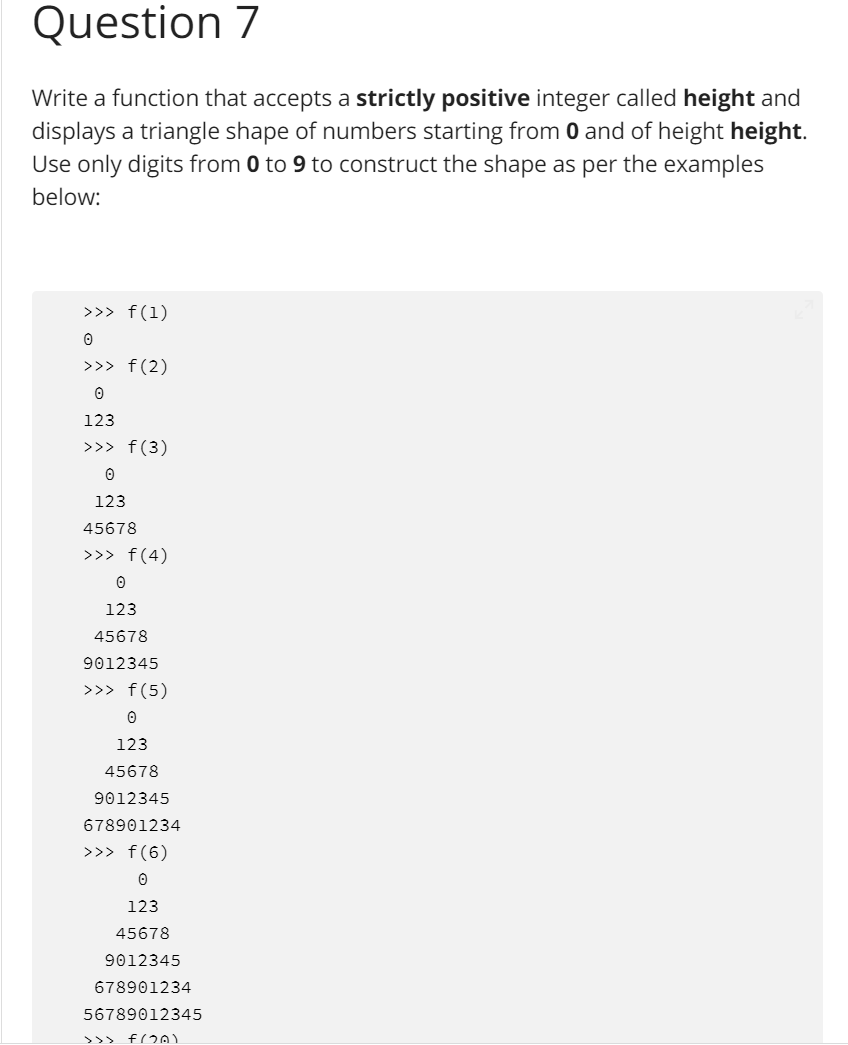 Question 7
Write a function that accepts a strictly positive integer called height and
displays a triangle shape of numbers starting from 0 and of height height.
Use only digits from 0 to 9 to construct the shape as per the examples
below:
>>> f(1)
0
>>> f(2)
 0
123
>>> f(3)
  0
 123
45678
>>> f(4)
   0
  123
 45678
9012345
>>> f(5)
    0
   123
  45678
 9012345
678901234
>>> f(6)
     0
    123
   45678
  9012345
 678901234
56789012345
>>> f(20)